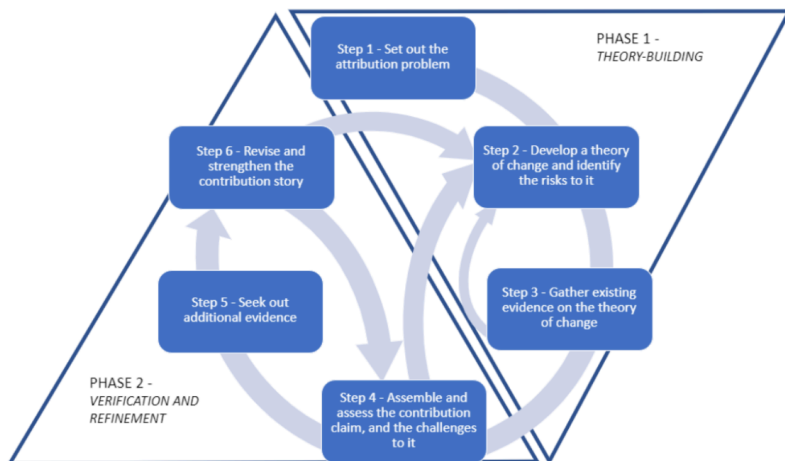 PHASE 1 -
THEORY-BUILDING
Step 1 - Set out the
attribution problem
Step 6 - Revise and
strengthen the
contribution story
Step 2 - Develop a theory
of change and identify
the risks to it
Step 5 - Seek out
additional evidence
Step 3 - Gather existing
evidence on the theory
of change
PHASE 2 -
VERIFICATION AND
REFINEMENT
Step 4 - Assemble and
assess the contribution
claim, and the challenges
to it